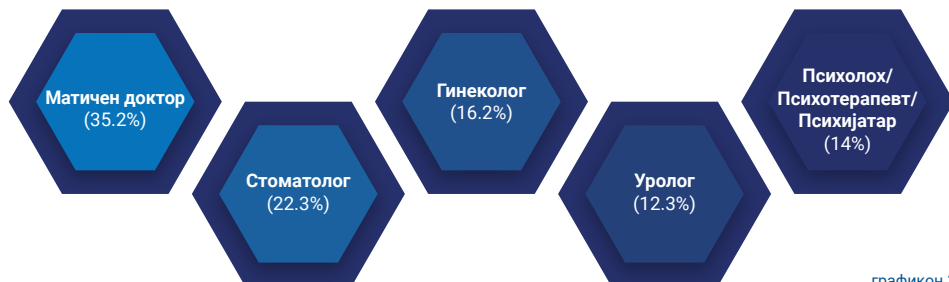 Матичен доктор
(35.2%)
Стоматолог
(22.3%)
Гинеколог
(16.2%)
Уролог
(12.3%)
Психолох/
Психотерапевт/
Психијатар
(14%)
графикон